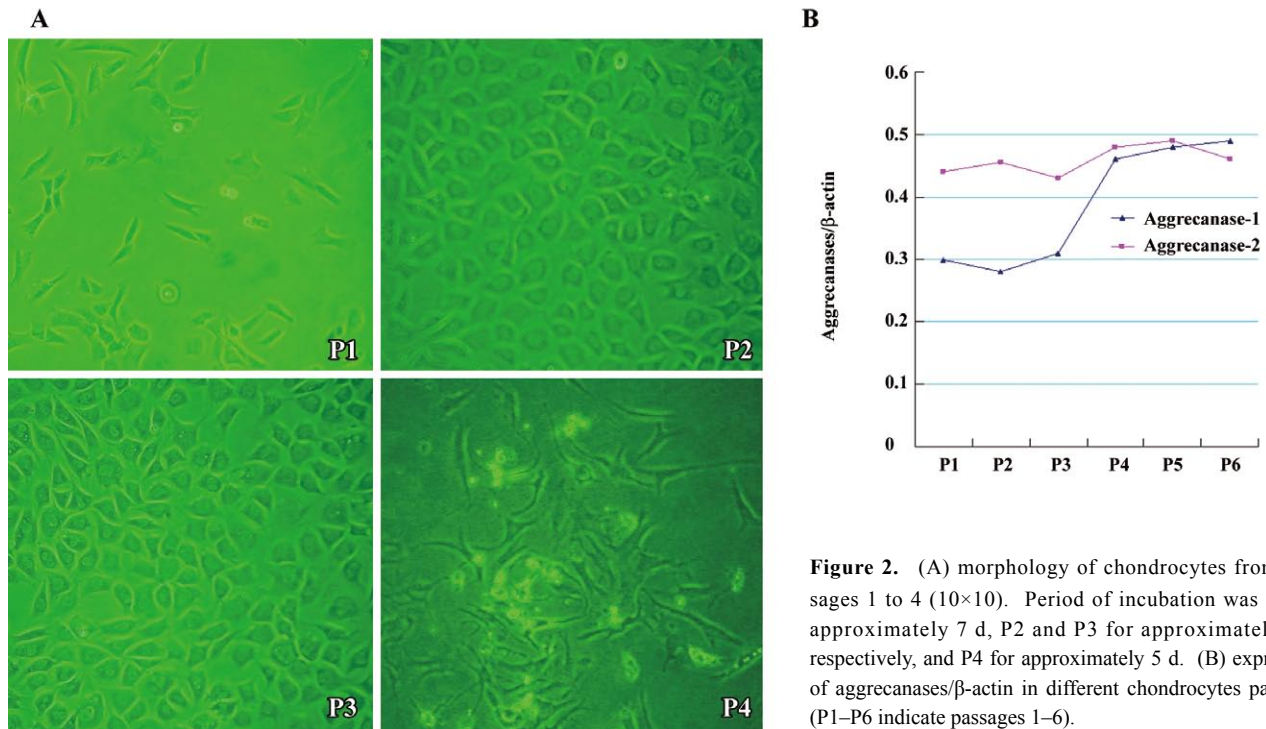 A
P1
P2
P3
P4
B
0.6
0.5
0.4
0.3
0.2
0.1
0
Aggrecanases/β-actin
Aggrecanase-1
Aggrecanase-2
P1 P2 P3 P4 P5 P6
Figure 2. (A) morphology of chondrocytes from
sages 1 to 4 (10×10). Period of incubation was
approximately 7 d, P2 and P3 for approximatel
respectively, and P4 for approximately 5 d. (B) expr
of aggrecanases/β-actin in different chondrocytes pa
(P1–P6 indicate passages 1–6).